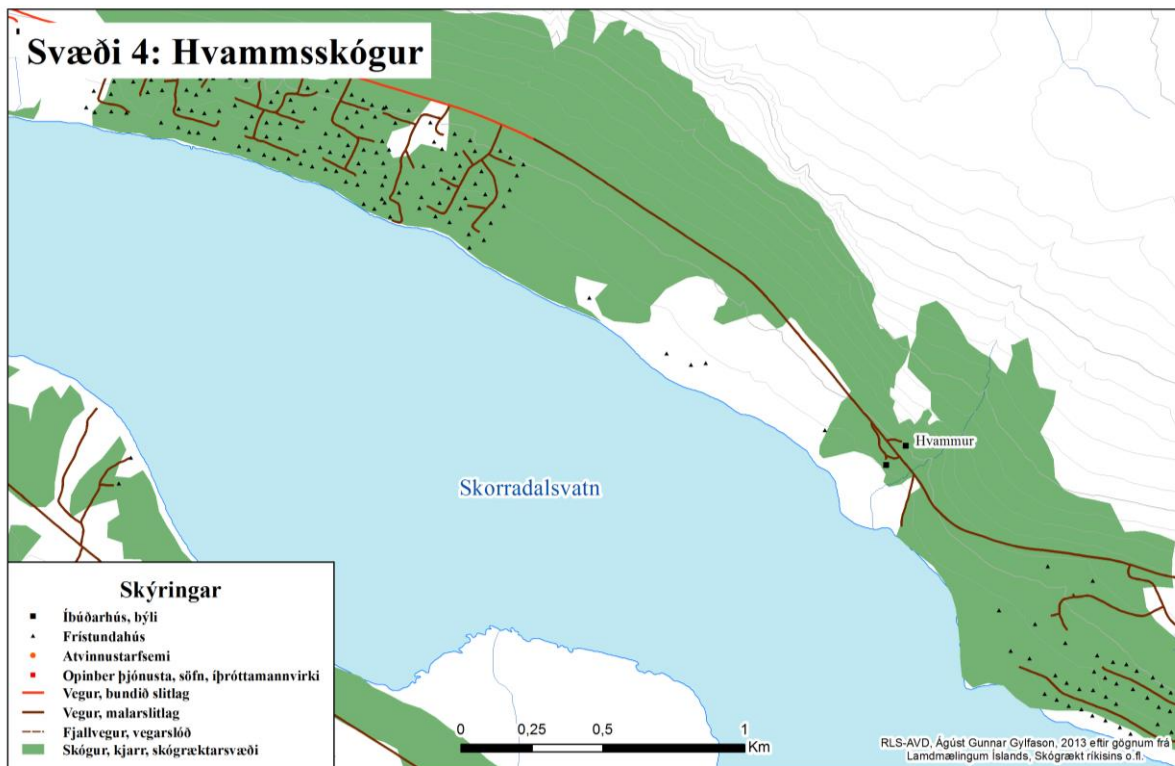 Svæði 4: Hvammsskógur
Hvammur
Skorradalsvatn
Skýringar
Íbúðarhús, býli
Frístundahús
Atvinnustarfsemi
Opinber þjónusta, söfn, íþróttamannvirki
Vegur, bundið slitlag
Vegur, malarslitlag
Fjallvegur, vegarslóð
Skógur, kjarr, skógræktarsvæði
0 0,25 0,5 1
Km
RLS-AVD, Ágúst Gunnar Gylfason, 2013 eftir gögnum frá
Lamdmælingum Íslands, Skógrækt ríkisins o.fl.